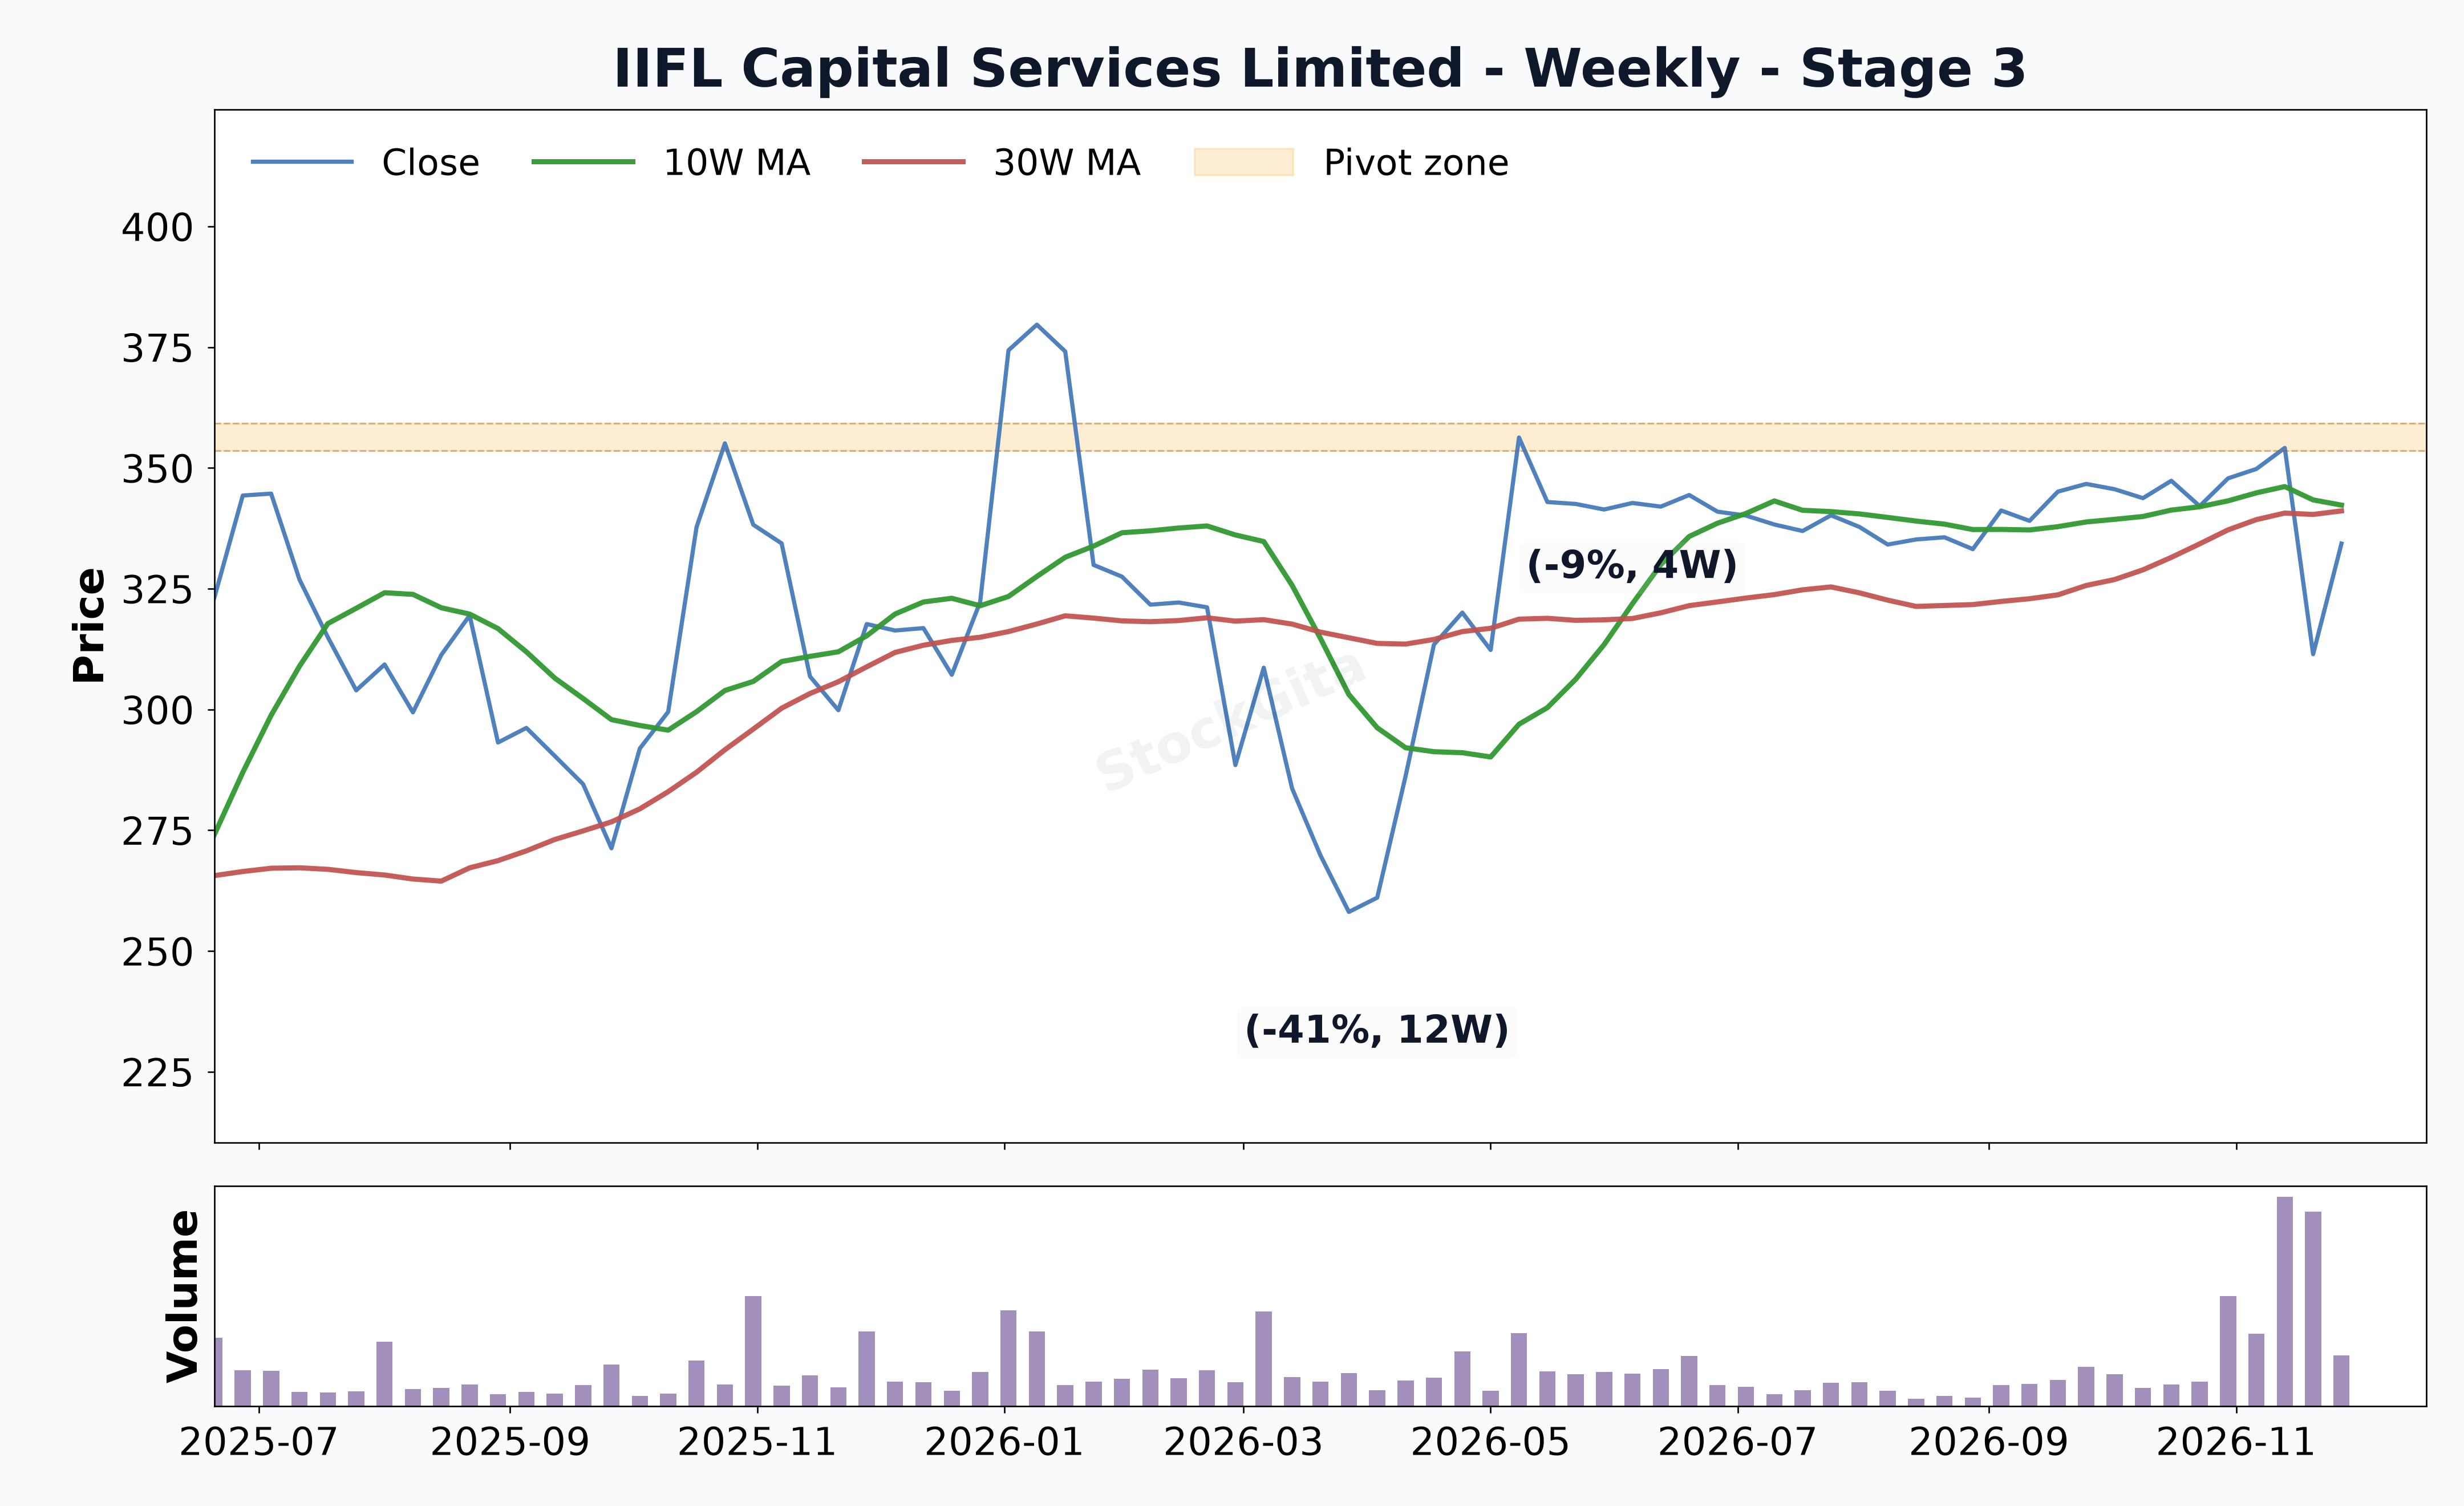 IIFL Capital Services Limited - Weekly - Stage 3
Close 10W MA 30W MA Pivot zone
400
375
350
325
300
275
250
225
Price
(-9%, 4W)
StockGita
(-41%, 12W)
Volume
2025-07 2025-09 2025-11 2026-01 2026-03 2026-05 2026-07 2026-09 2026-11